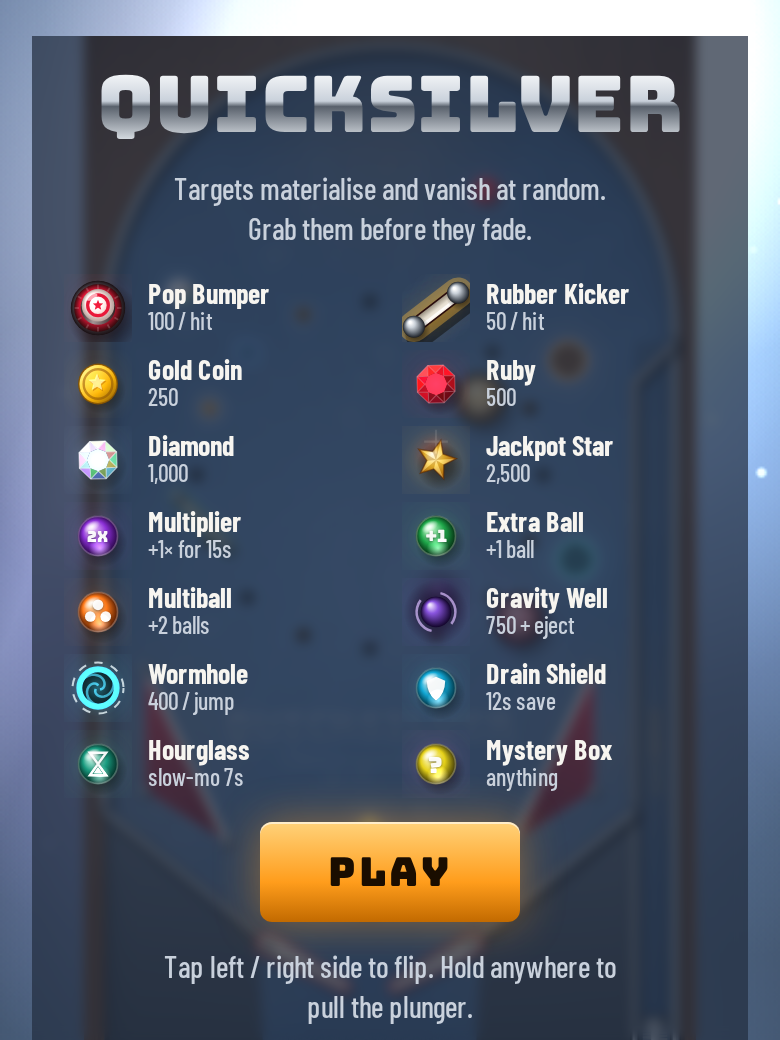 QUICKSILVER
Targets materialise and vanish at random.
Grab them before they fade.
Pop Bumper
100 / hit
Rubber Kicker
50 / hit
Gold Coin
250
Ruby
500
Diamond
1,000
Jackpot Star
2,500
2X
Multiplier
+1× for 15s
+1
Extra Ball
+1 ball
Multiball
+2 balls
Gravity Well
750 + eject
Wormhole
400 / jump
Drain Shield
12s save
Hourglass
slow-mo 7s
?
Mystery Box
anything
PLAY
Tap left / right side to flip. Hold anywhere to
pull the plunger.